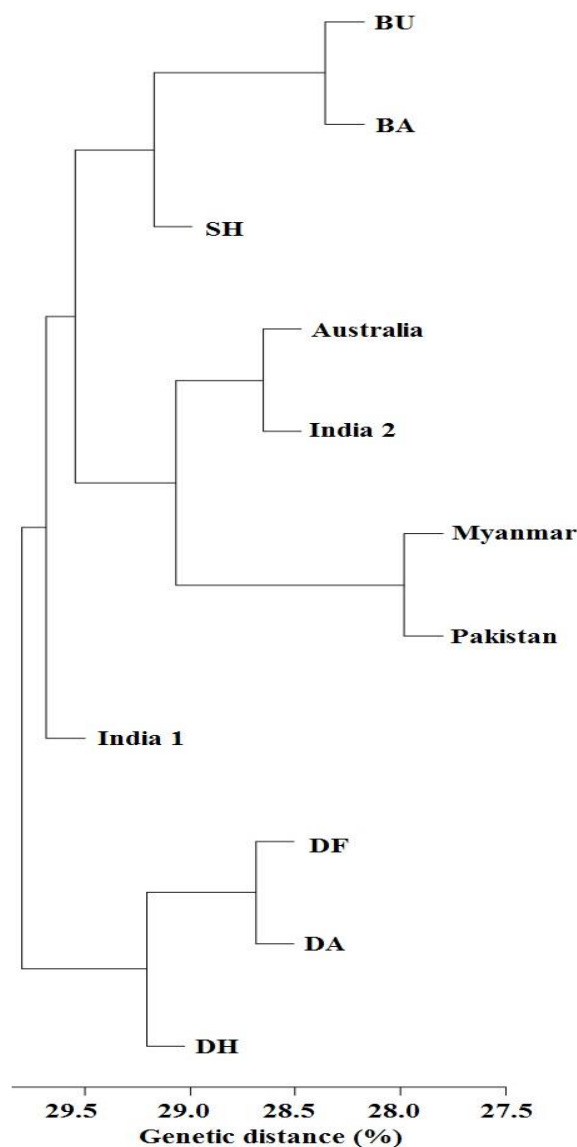 BU
BA
SH
Australia
India 2
Myanmar
Pakistan
India 1
DF
DA
DH
29.5 29.0 28.5 28.0 27.5
Genetic distance (%)